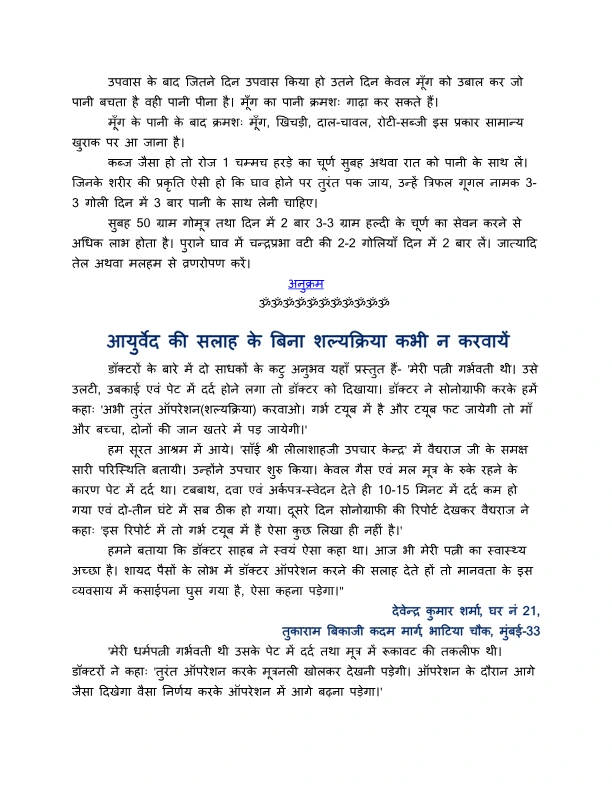 उपवास के बाद जितने दिन उपवास किया हो उतने दिन केवल मूँग को उबाल कर जो
पानी बचता है वही पानी पीना है। मूँग का पानी क्रमशः गाढ़ा कर सकते हैं।
मूँग के पानी के बाद क्रमशः मूँग, खिचड़ी, दाल-चावल, रोटी-सब्जी इस प्रकार सामान्य
खुराक पर आ जाना है।
कब्ज जैसा हो तो रोज 1 चम्मच हरड़े का चूर्ण सुबह अथवा रात को पानी के साथ लें।
जिनके शरीर की प्रकृति ऐसी हो कि घाव होने पर तुरंत पक जाय, उन्हें त्रिफल गूगल नामक 3-
3 गोली दिन में 3 बार पानी के साथ लेनी चाहिए।
सुबह 50 ग्राम गोमूत्र तथा दिन में 2 बार 3-3 ग्राम हल्दी के चूर्ण का सेवन करने से
अधिक लाभ होता है। पुराने घाव में चन्द्रप्रभा वटी की 2-2 गोलियाँ दिन में 2 बार लें। जात्यादि
तेल अथवा मलहम से व्रणरोपण करें।
अनुक्रम
ॐॐॐॐॐॐॐॐॐॐॐ
आयुर्वेद की सलाह के बिना शल्यक्रिया कभी न करवायें
डॉक्टरों के बारे में दो साधकों के कटु अनुभव यहाँ प्रस्तुत हैं- 'मेरी पत्नी गर्भवती थी। उसे
उलटी, उबकाई एवं पेट में दर्द होने लगा तो डॉक्टर को दिखाया। डॉक्टर ने सोनोग्राफी करके हमें
कहाः 'अभी तुरंत ऑपरेशन(शल्यक्रिया) करवाओ। गर्भ टयूब में है और टयूब फट जायेगी तो माँ
और बच्चा, दोनों की जान खतरे में पड़ जायेगी।'
हम सूरत आश्रम में आये। 'साँई श्री लीलाशाहजी उपचार केन्द्र' में वैद्यराज जी के समक्ष
सारी परिस्थिति बतायी। उन्होंने उपचार शुरु किया। केवल गैस एवं मल मूत्र के रुके रहने के
कारण पेट में दर्द था। टबबाथ, दवा एवं अर्कपत्र-स्वेदन देते ही 10-15 मिनट में दर्द कम हो
गया एवं दो-तीन घंटे में सब ठीक हो गया। दूसरे दिन सोनोग्राफी की रिपोर्ट देखकर वैद्यराज ने
कहाः 'इस रिपोर्ट में तो गर्भ टयूब में है ऐसा कुछ लिखा ही नहीं है।'
हमने बताया कि डॉक्टर साहब ने स्वयं ऐसा कहा था। आज भी मेरी पत्नी का स्वास्थ्य
अच्छा है। शायद पैसों के लोभ में डॉक्टर ऑपरेशन करने की सलाह देते हों तो मानवता के इस
व्यवसाय में कसाईपना घुस गया है, ऐसा कहना पड़ेगा।"
देवेन्द्र कुमार शर्मा, घर नं 21,
तुकाराम बिकाजी कदम मार्ग, भाटिया चौक, मुंबई-33
'मेरी धर्मपत्नी गर्भवती थी उसके पेट में दर्द तथा मूत्र में रूकावट की तकलीफ थी।
डॉक्टरों ने कहाः 'तुरंत ऑपरेशन करके मूत्रनली खोलकर देखनी पड़ेगी। ऑपरेशन के दौरान आगे
जैसा दिखेगा वैसा निर्णय करके ऑपरेशन में आगे बढ़ना पड़ेगा।'